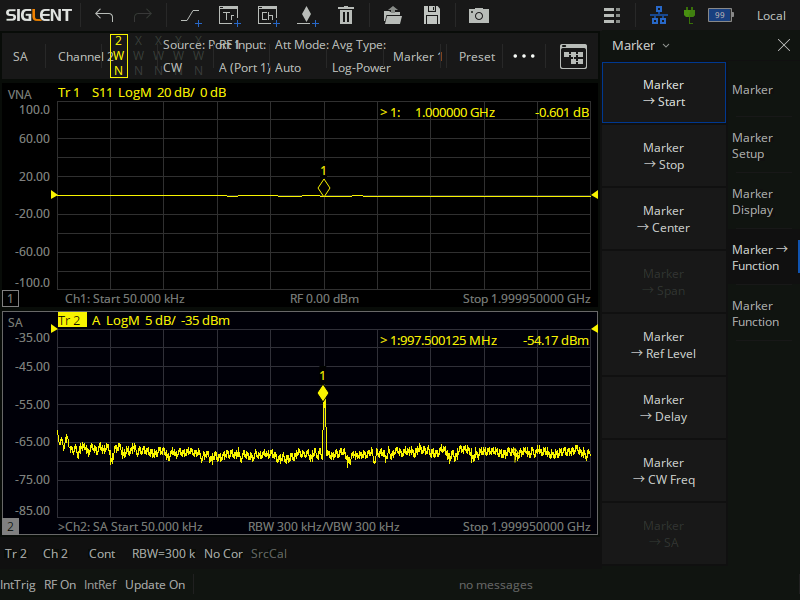 SIGLENT
Tr
Ch
99
Local
SA
Channel 2
2
W
N
X
W
N
X
W
N
X
W
N
X
W
N
Source: Port 1
CW
RF Input:
A (Port 1)
Att Mode:
Auto
Avg Type:
Log-Power
Marker 1
Preset
VNA
Tr 1 S11 LogM 20 dB/ 0 dB
100.0
> 1: 1.000000 GHz -0.601 dB
60.00
20.00
1
-20.00
-60.00
-100.0
1
Ch1: Start 50.000 kHz RF 0.00 dBm Stop 1.999950000 GHz
SA
Tr 2 A LogM 5 dB/ -35 dBm
-35.00
> 1:997.500125 MHz -54.17 dBm
-45.00
1
-55.00
-65.00
-75.00
-85.00
2
>Ch2: SA Start 50.000 kHz RBW 300 kHz/VBW 300 kHz Stop 1.999950000 GHz
Tr 2 Ch 2 Cont RBW=300 k No Cor SrcCal
IntTrig RF On IntRef Update On no messages
Marker
Marker
→ Start
Marker
→ Stop
Marker
→ Center
Marker
→ Span
Marker
→ Ref Level
Marker
→ Delay
Marker
→ CW Freq
Marker
→ SA
Marker
Marker
Setup
Marker
Display
Marker →
Function
Marker
Function